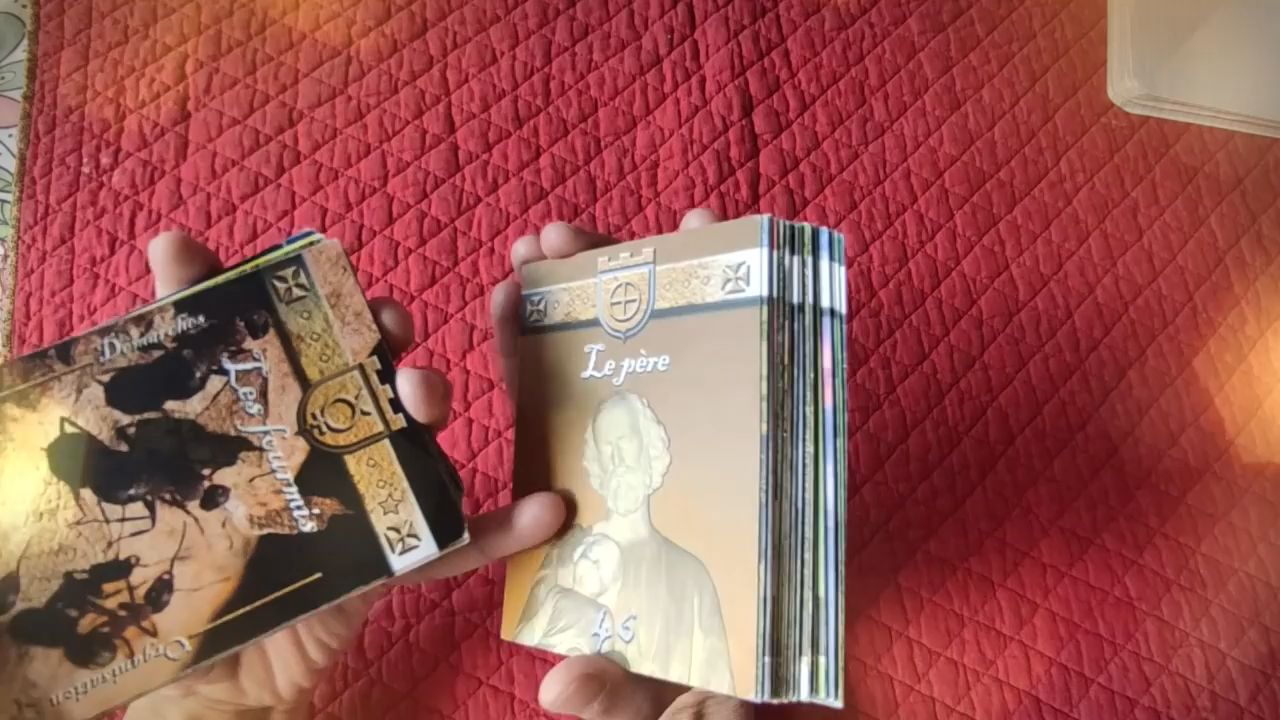 Démarches
Les fourmis
Organisation
Le père
45